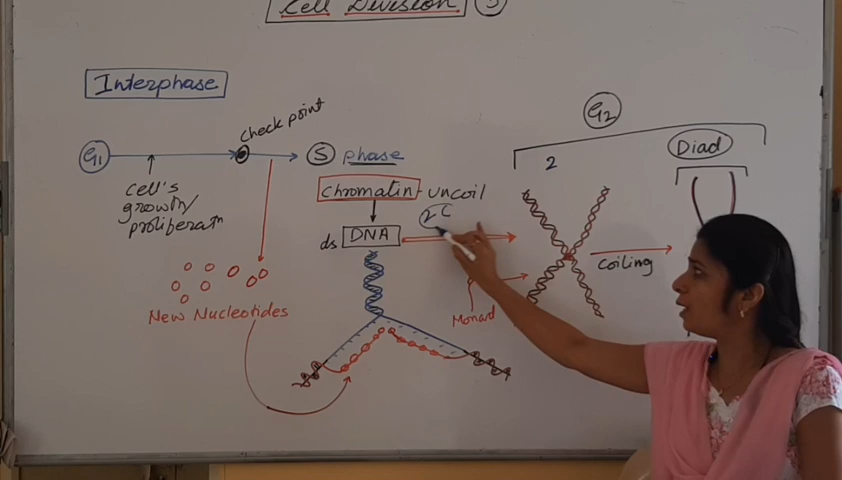 Cell Division 3
Interphase
G1
check point
S phase
cell's
growth/
proliferatn
chromatin - uncoil
2C
ds DNA
New Nucleotides
Monad
G2
2
Diad
coiling